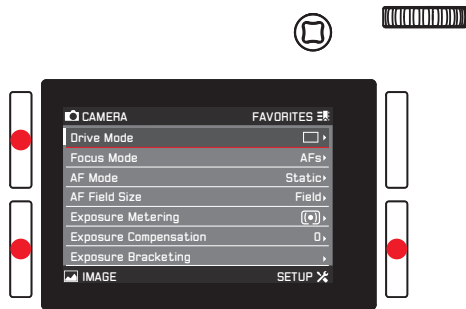 CAMERA FAVORITES
Drive Mode
Focus Mode AFs
AF Mode Static
AF Field Size Field
Exposure Metering
Exposure Compensation 0
Exposure Bracketing
IMAGE SETUP